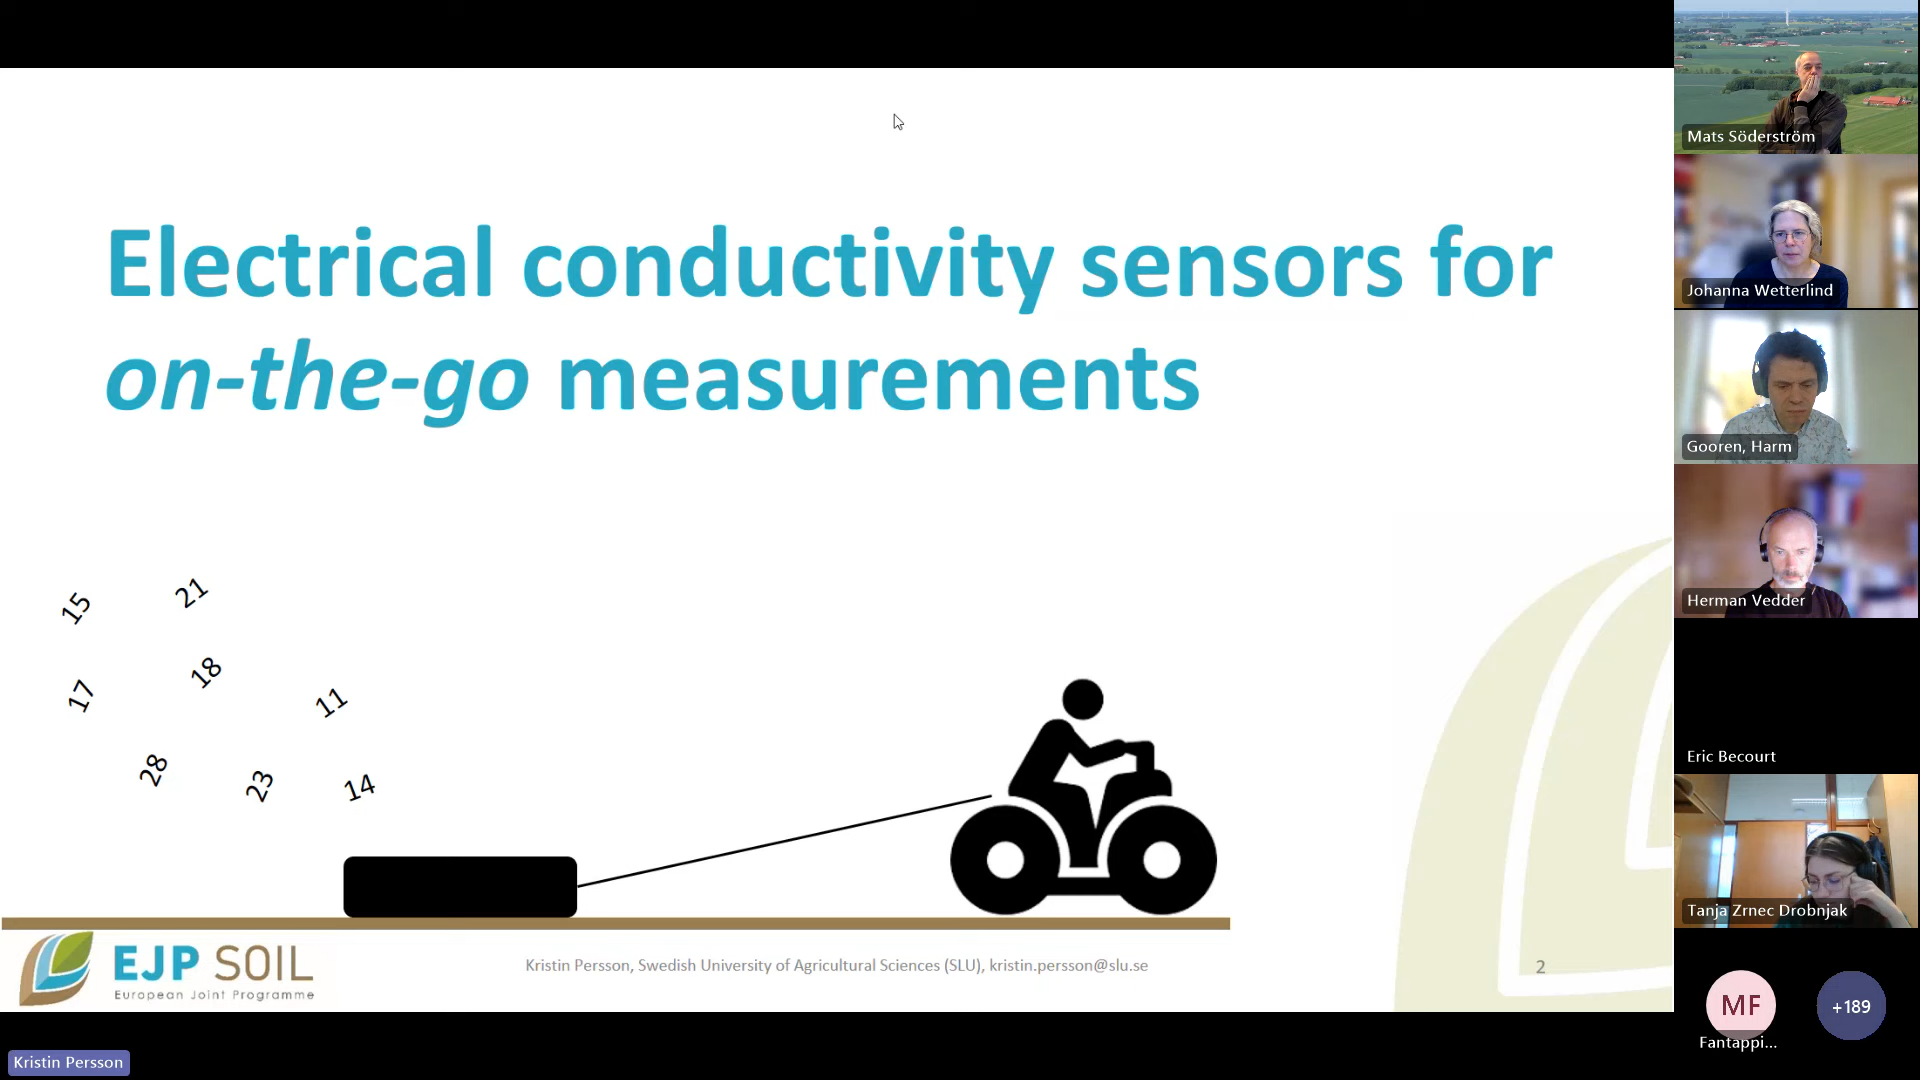 Electrical conductivity sensors for
on-the-go measurements
15
21
17
18
11
28
23
14
EJP SOIL
European Joint Programme
Kristin Persson, Swedish University of Agricultural Sciences (SLU), kristin.persson@slu.se
2
Kristin Persson
Mats Söderström
Johanna Wetterlind
Gooren, Harm
Herman Vedder
Eric Becourt
Tanja Zrnec Drobnjak
MF
+189
Fantappi...